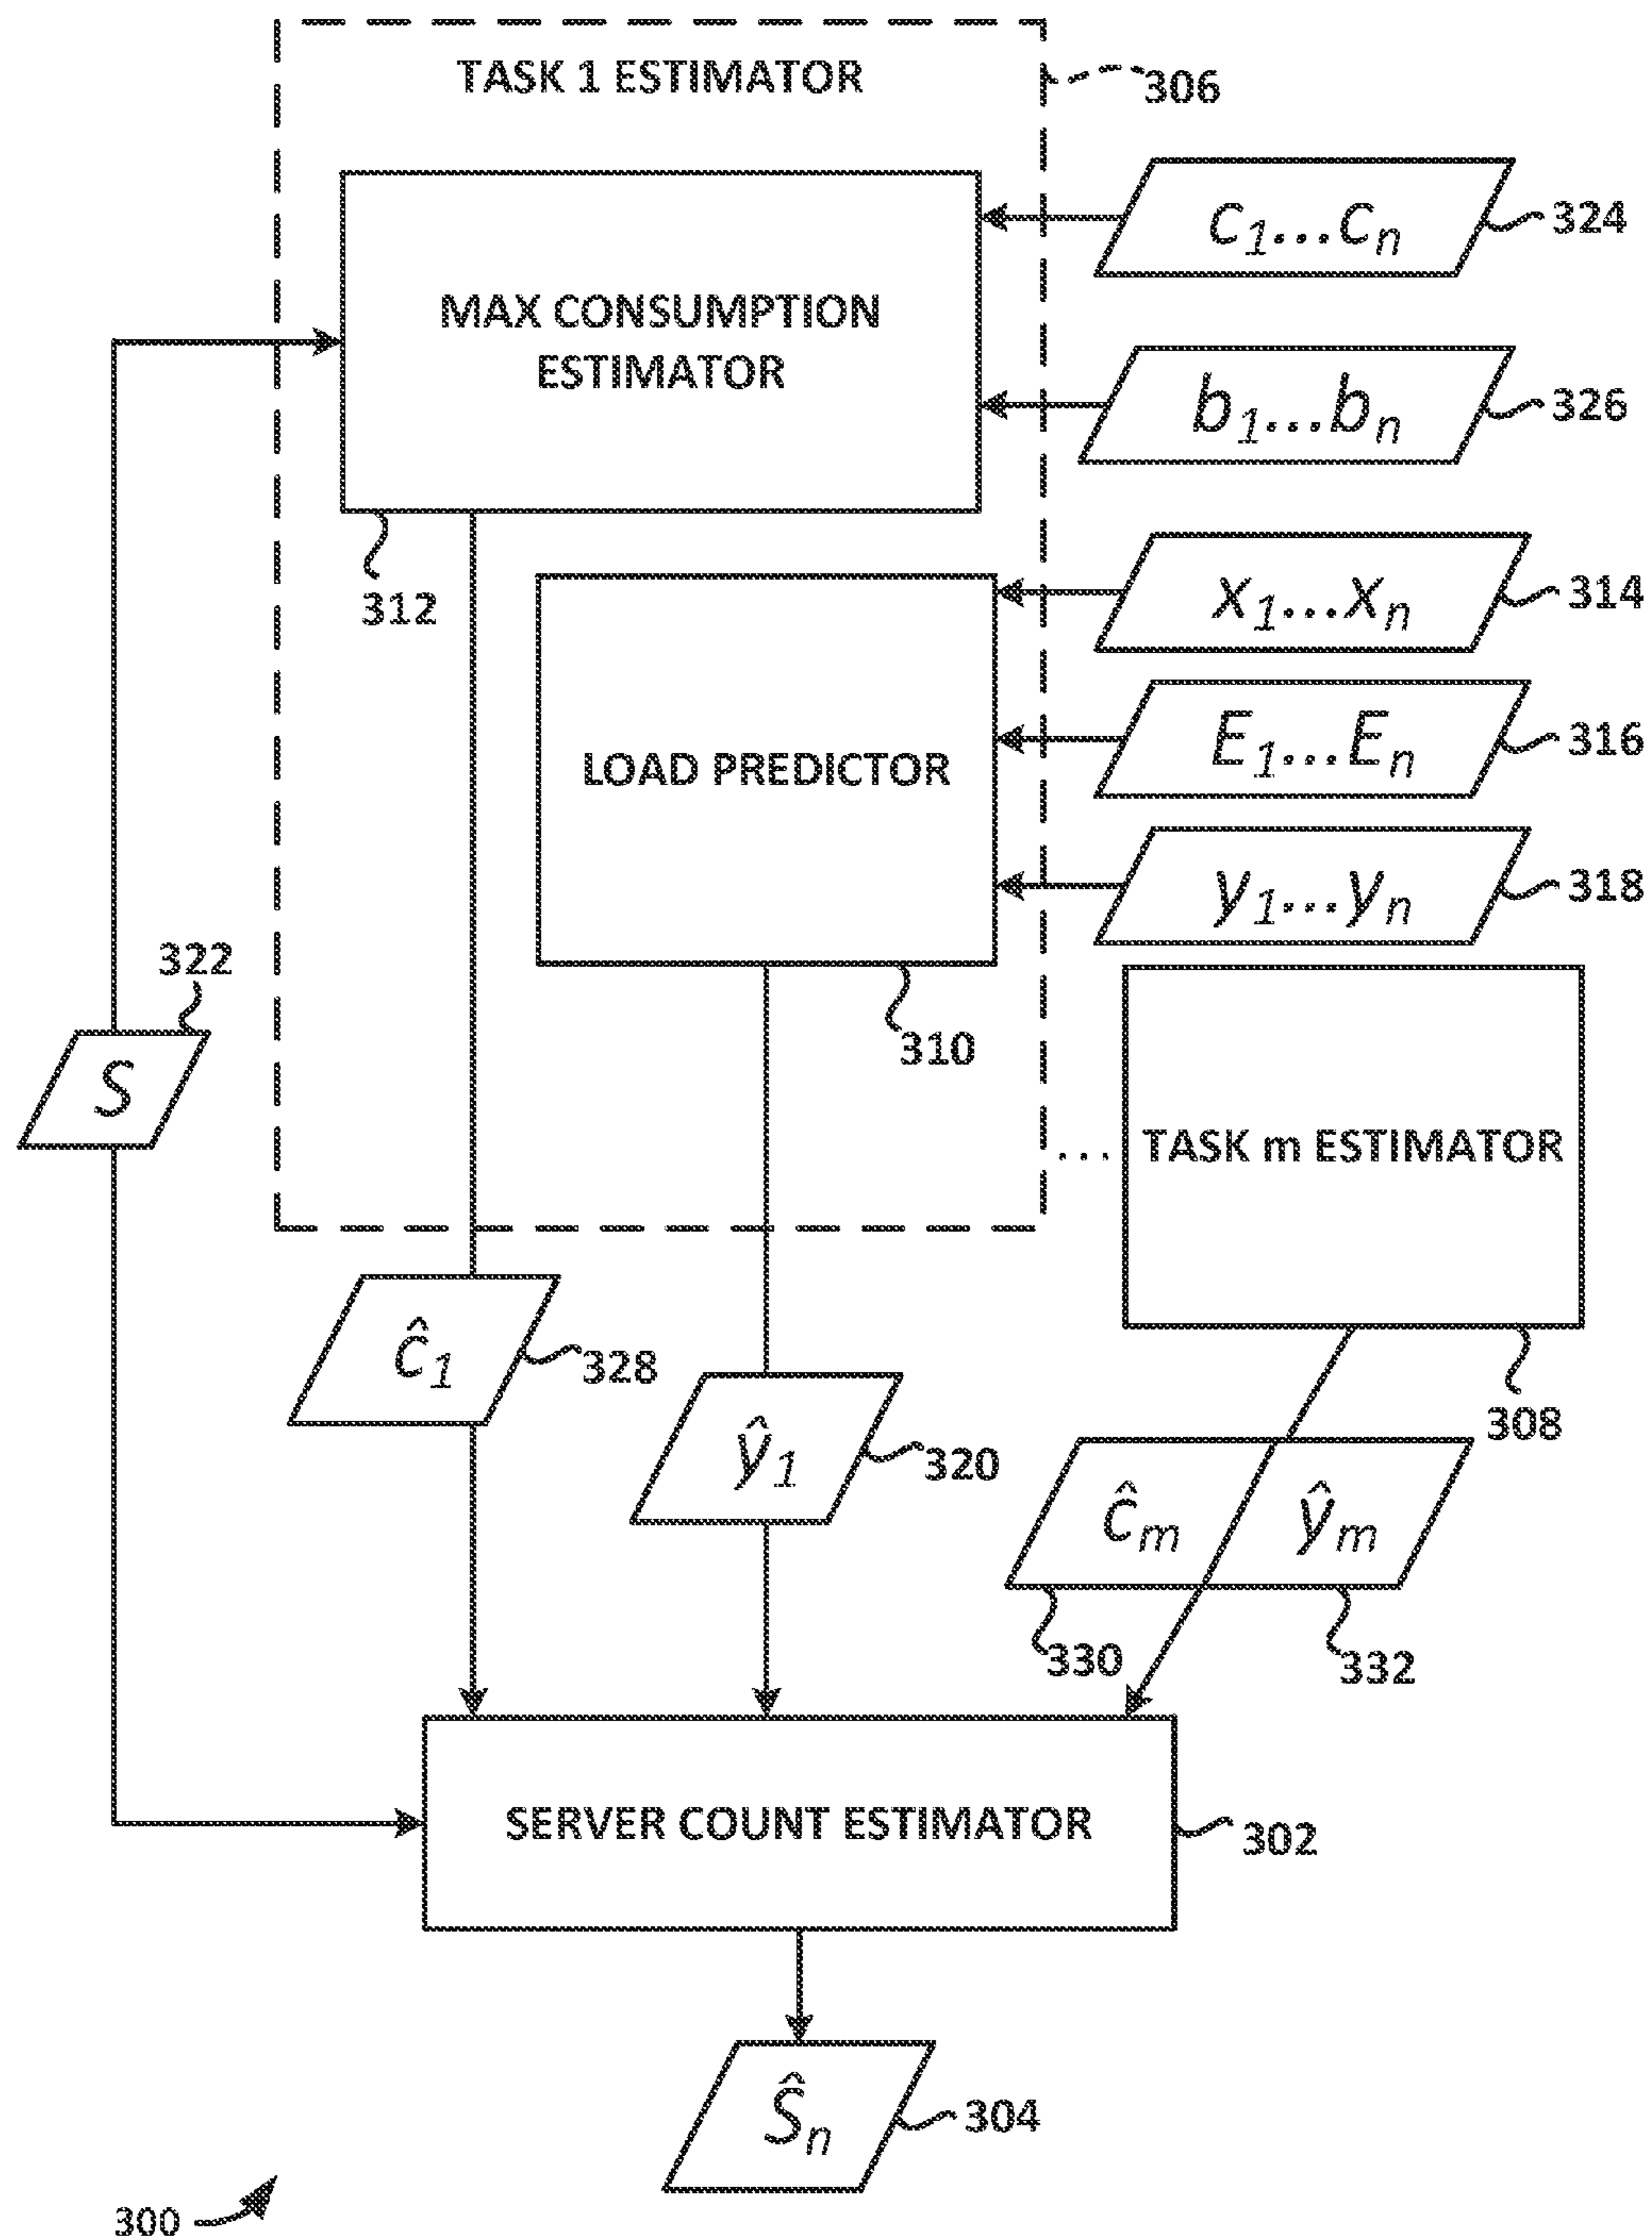 TASK 1 ESTIMATOR
306
MAX CONSUMPTION
ESTIMATOR
c1...cn
324
b1...bn
326
312
x1...xn
314
LOAD PREDICTOR
E1...En
316
y1...yn
318
322
310
S
...
TASK m ESTIMATOR
ĉ1
328
308
ŷ1
320
ĉm
ŷm
330
332
SERVER COUNT ESTIMATOR
302
Ŝn
304
300